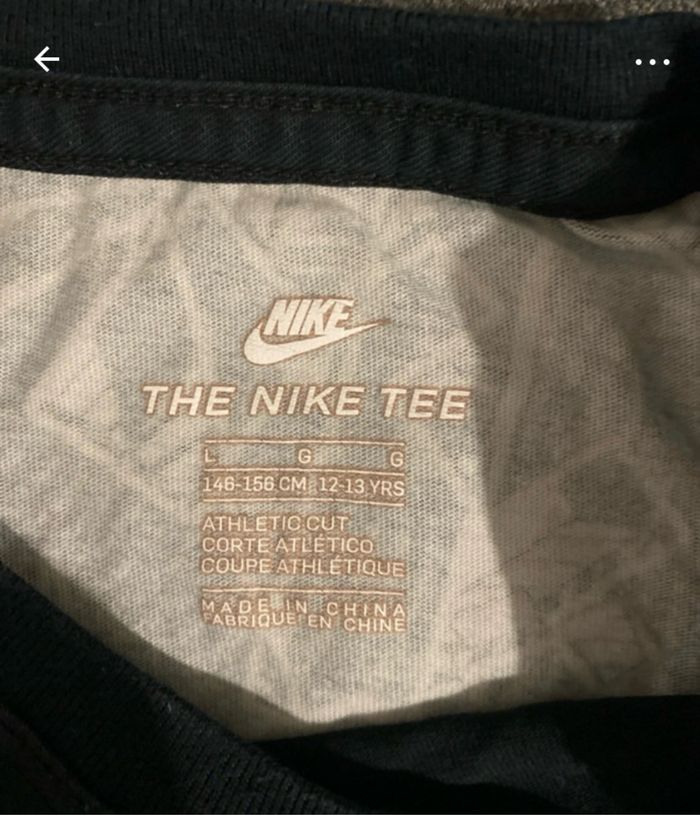 NIKE
THE NIKE TEE
L G G
146-156 CM 12-13 YRS
ATHLETIC CUT
CORTE ATLÉTICO
COUPE ATHLÉTIQUE
MADE IN CHINA
FABRIQUE EN CHINE